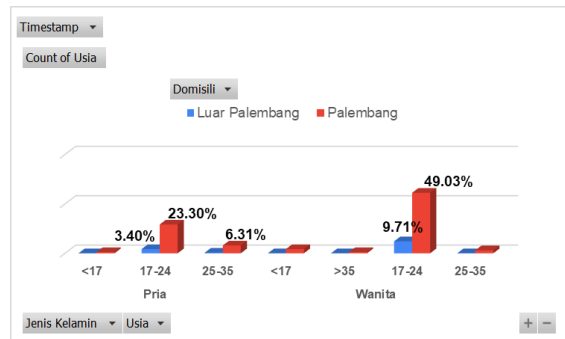 Timestamp
Count of Usia
Domisili
Luar Palembang Palembang
49.03%
23.30%
9.71%
3.40%
6.31%
<17 17-24 25-35 <17 >35 17-24 25-35
Pria Wanita
Jenis Kelamin Usia
+ −